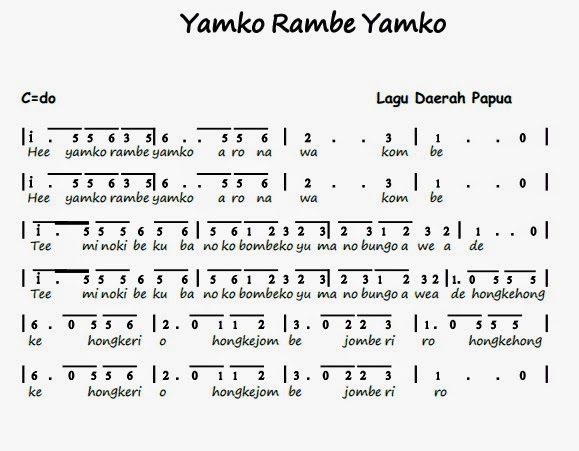 Yamko Rambe Yamko
C=do Lagu Daerah Papua
| i . 5 5 6 3 5 | 6 . . 5 5 6 | 2 . . 3 | 1 . . 0 |
Hee yamko rambe yamko a ro na wa kom be
| i . 5 5 6 3 5 | 6 . . 5 5 6 | 2 . . 3 | 1 . . 0 |
Hee yamko rambe yamko a ro na wa kom be
| i . 5 5 5 6 5 6 | 5 6 1 2 3 2 3 | 2 3 1 2 3 2 | 1 . . 0 |
Tee mi noki be ku ba no ko bombeko yu ma no bungo a we a de
| i . 5 5 5 6 5 6 | 5 6 1 2 3 2 3 | 2 3 1 2 3 2 | 1. 0 5 5 5
Tee mi noki be ku ba no ko bombeko yu ma no bungo a wea de hongkehong
| 6 . 0 5 5 6 | 2 . 0 1 1 2 | 3 . 0 2 2 3 | 1 . 0 5 5 5 |
ke hongkeri o hongkejom be jombe ri ro hongkehong
| 6 . 0 5 5 6 | 2 . 0 1 1 2 | 3 . 0 2 2 3 | 1 . . 0 |
ke hongkeri o hongkejom be jombe ri ro